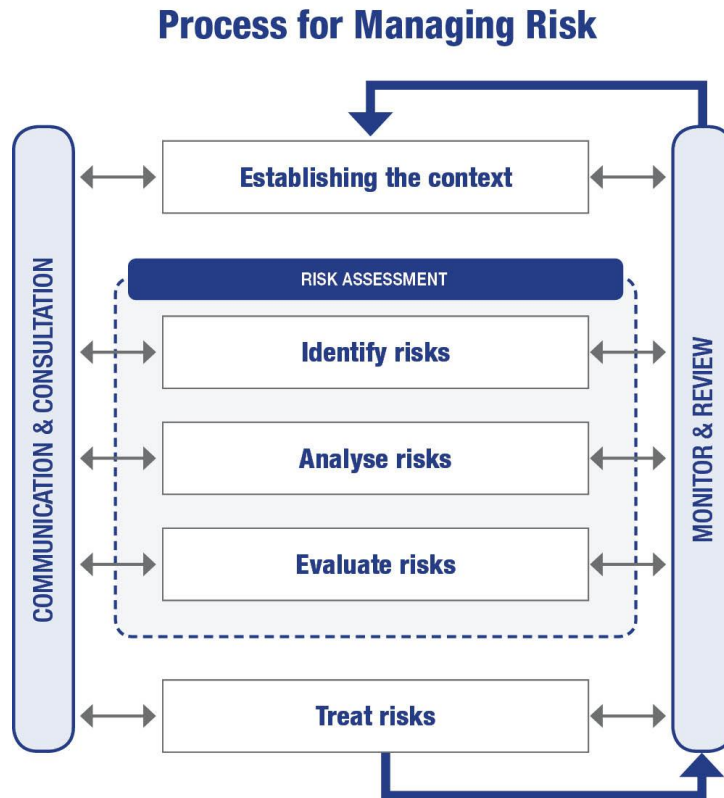 Process for Managing Risk
COMMUNICATION & CONSULTATION
Establishing the context
RISK ASSESSMENT
Identify risks
Analyse risks
Evaluate risks
Treat risks
MONITOR & REVIEW